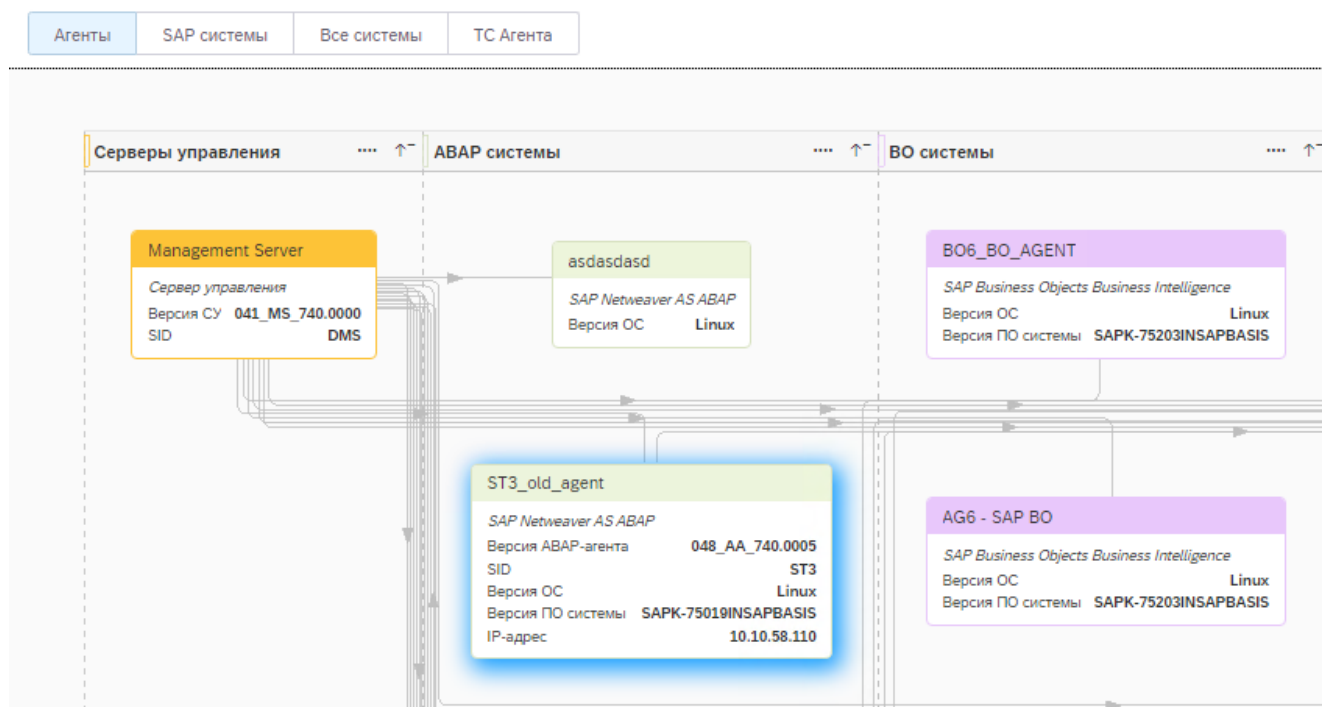 Агенты SAP системы Все системы ТС Агента
Серверы управления
Management Server
Сервер управления
Версия СУ 041_MS_740.0000
SID DMS
ABAP системы
asdasdasd
SAP Netweaver AS ABAP
Версия ОС Linux
ST3_old_agent
SAP Netweaver AS ABAP
Версия ABAP-агента 048_AA_740.0005
SID ST3
Версия ОС Linux
Версия ПО системы SAPK-75019INSAPBASIS
IP-адрес 10.10.58.110
BO системы
BO6_BO_AGENT
SAP Business Objects Business Intelligence
Версия ОС Linux
Версия ПО системы SAPK-75203INSAPBASIS
AG6 - SAP BO
SAP Business Objects Business Intelligence
Версия ОС Linux
Версия ПО системы SAPK-75203INSAPBASIS